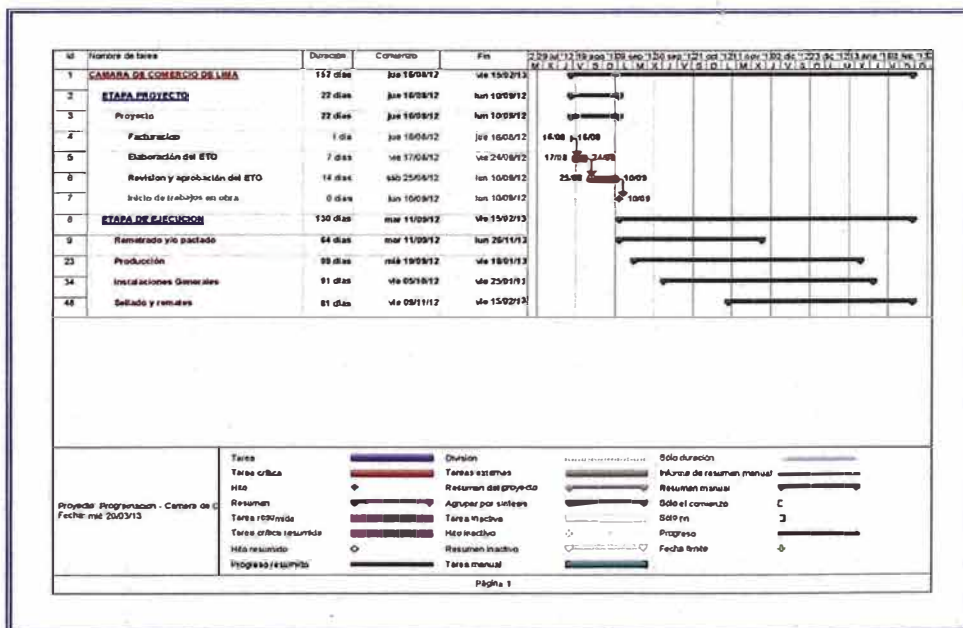 Id Nombre de tarea Duración Comienzo Fin
1 CAMARA DE COMERCIO DE LIMA 157 días jue 16/08/12 vie 15/02/13
2 ETAPA PROYECTO 22 días jue 16/08/12 lun 10/09/12
3 Proyecto 22 días jue 16/08/12 lun 10/09/12
4 Facturacion 1 día jue 16/08/12 jue 16/08/12 16/08 16/08
5 Elaboración del ETO 7 días vie 17/08/12 vie 24/08/12 17/08 24/08
6 Revision y aprobación del ETO 14 días sáb 25/08/12 lun 10/09/12 25/08 10/09
7 Inicio de trabajos en obra 0 días lun 10/09/12 lun 10/09/12 10/09
8 ETAPA DE EJECUCION 130 días mar 11/09/12 vie 15/02/13
9 Remetrado y/o pactado 64 días mar 11/09/12 lun 26/11/12
23 Producción mié 19/09/12 vie 18/01/13
34 Instalaciones Generales 91 días vie 05/10/12 vie 25/01/13
48 Sellado y remates 81 días vie 09/11/12 vie 15/02/13
Proyecto: Programacion - Camara de C
Fecha: mié 20/03/13
Tarea División Sólo duración
Tarea crítica Tareas externas Informe de resumen manual
Hito Resumen del proyecto Resumen manual
Resumen Agrupar por síntesis Sólo el comienzo
Tarea resumida Tarea inactiva Sólo fin
Tarea crítica resumida Hito inactivo Progreso
Hito resumido Resumen inactivo Fecha límite
Progreso resumido Tarea manual
Página 1